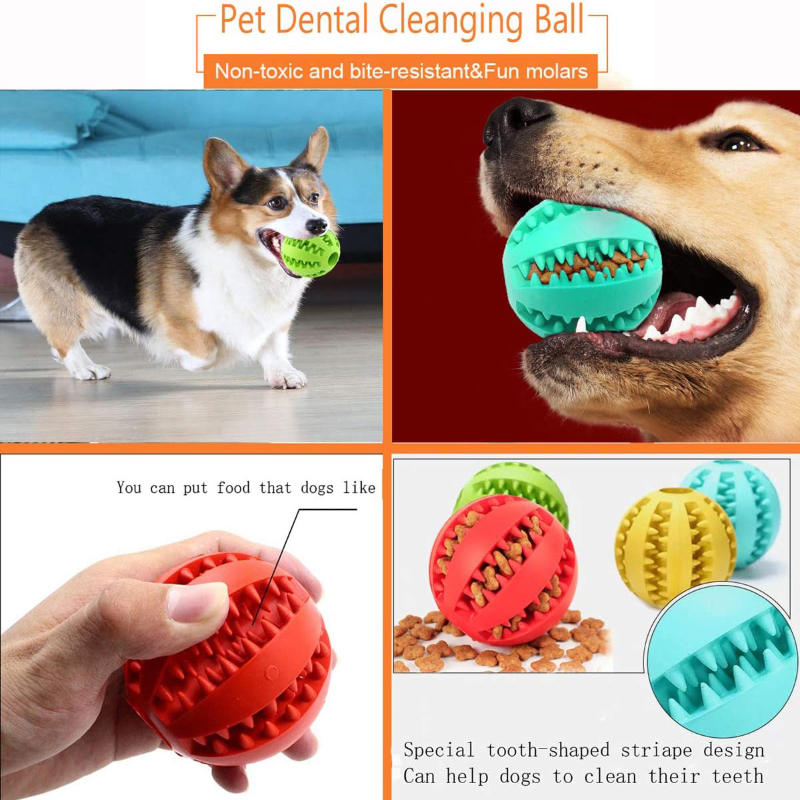 Pet Dental Cleanging Ball
Non-toxic and bite-resistant&Fun molars
You can put food that dogs like
Special tooth-shaped striape design
Can help dogs to clean their teeth